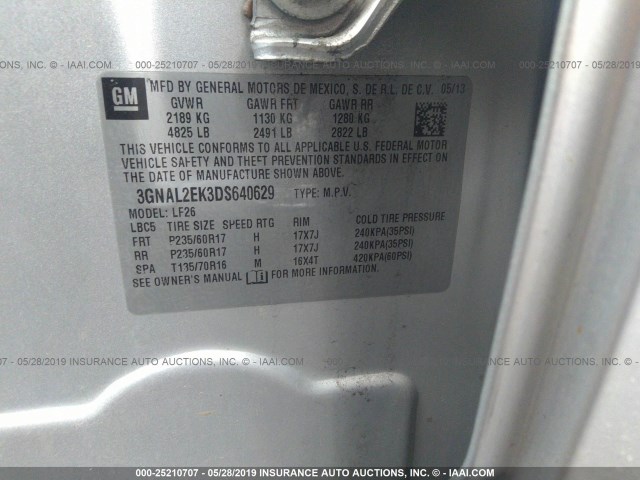 000-25210707 - 05/28/2019 INSURANCE AUTO AUCTIONS, INC. © - IAAI.COM
GM
MFD BY GENERAL MOTORS DE MEXICO, S. DE R.L. DE C.V. 05/13
GVWR GAWR FRT GAWR RR
2189 KG 1130 KG 1280 KG
4825 LB 2491 LB 2822 LB
THIS VEHICLE CONFORMS TO ALL APPLICABLE U.S. FEDERAL MOTOR
VEHICLE SAFETY AND THEFT PREVENTION STANDARDS IN EFFECT ON
THE DATE OF MANUFACTURE SHOWN ABOVE.
3GNAL2EK3DS640629 TYPE: M.P.V.
MODEL: LF26
LBC5 TIRE SIZE SPEED RTG RIM COLD TIRE PRESSURE
FRT P235/60R17 H 17X7J 240KPA(35PSI)
RR P235/60R17 H 17X7J 240KPA(35PSI)
SPA T135/70R16 M 16X4T 420KPA(60PSI)
SEE OWNER'S MANUAL i FOR MORE INFORMATION.
000-25210707 - 05/28/2019 INSURANCE AUTO AUCTIONS, INC. © - IAAI.COM
000-25210707 - 05/28/2019 INSURANCE AUTO AUCTIONS, INC. © - IAAI.COM